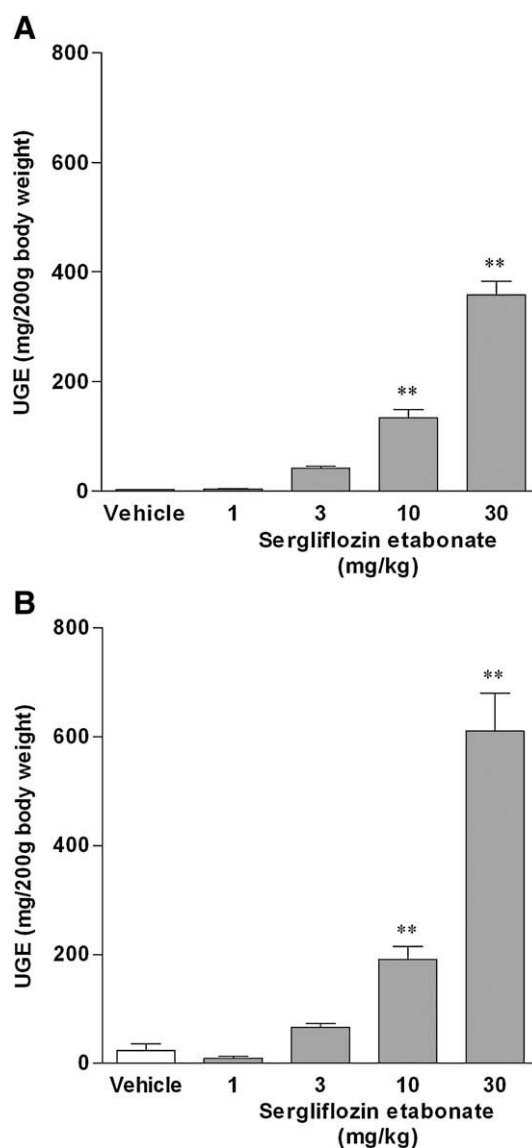 A
800
600
400
200
0
UGE (mg/200g body weight)
**
**
Vehicle 1 3 10 30
Sergliflozin etabonate
(mg/kg)
B
800
600
400
200
0
UGE (mg/200g body weight)
**
**
Vehicle 1 3 10 30
Sergliflozin etabonate
(mg/kg)